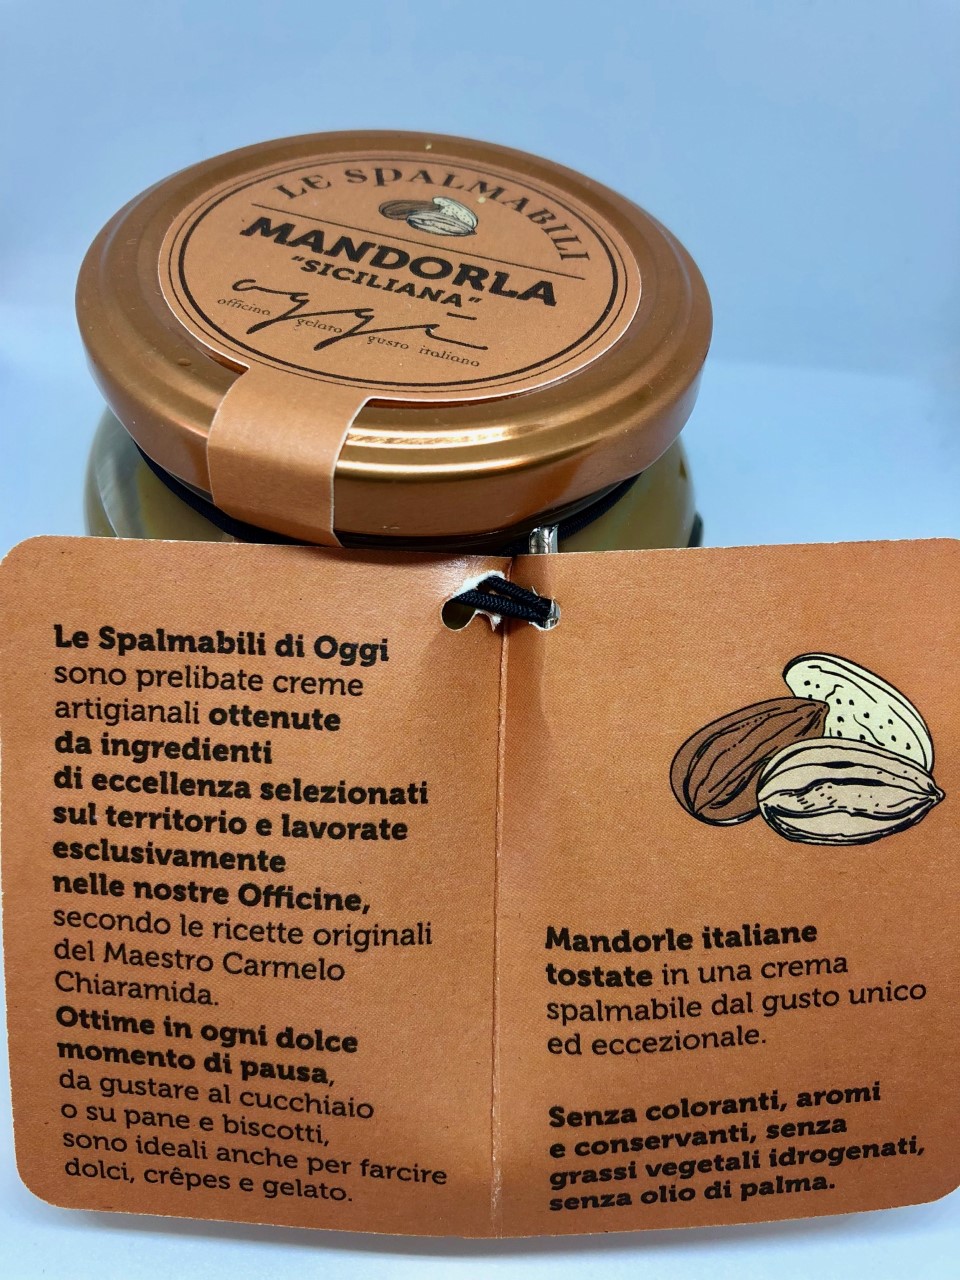 LE SPALMABILI
MANDORLA
"SICILIANA"
oggi
officina gelato gusto italiano
Le Spalmabili di Oggi
sono prelibate creme
artigianali ottenute
da ingredienti
di eccellenza selezionati
sul territorio e lavorate
esclusivamente
nelle nostre Officine,
secondo le ricette originali
del Maestro Carmelo
Chiaramida.
Ottime in ogni dolce
momento di pausa,
da gustare al cucchiaio
o su pane e biscotti,
sono ideali anche per farcire
dolci, crêpes e gelato.
Mandorle italiane
tostate in una crema
spalmabile dal gusto unico
ed eccezionale.
Senza coloranti, aromi
e conservanti, senza
grassi vegetali idrogenati,
senza olio di palma.